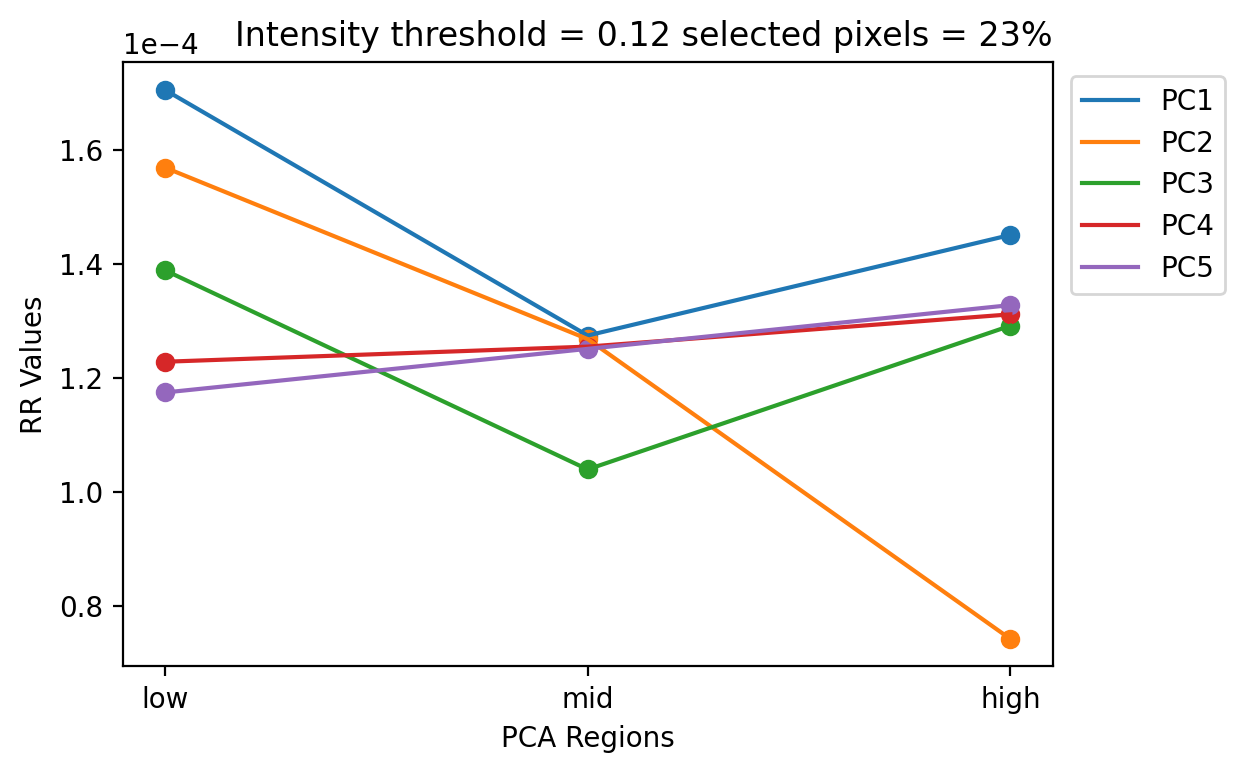 Intensity threshold = 0.12 selected pixels = 23%
1e−4
1.6
1.4
1.2
1.0
0.8
RR Values
low
mid
high
PCA Regions
PC1
PC2
PC3
PC4
PC5